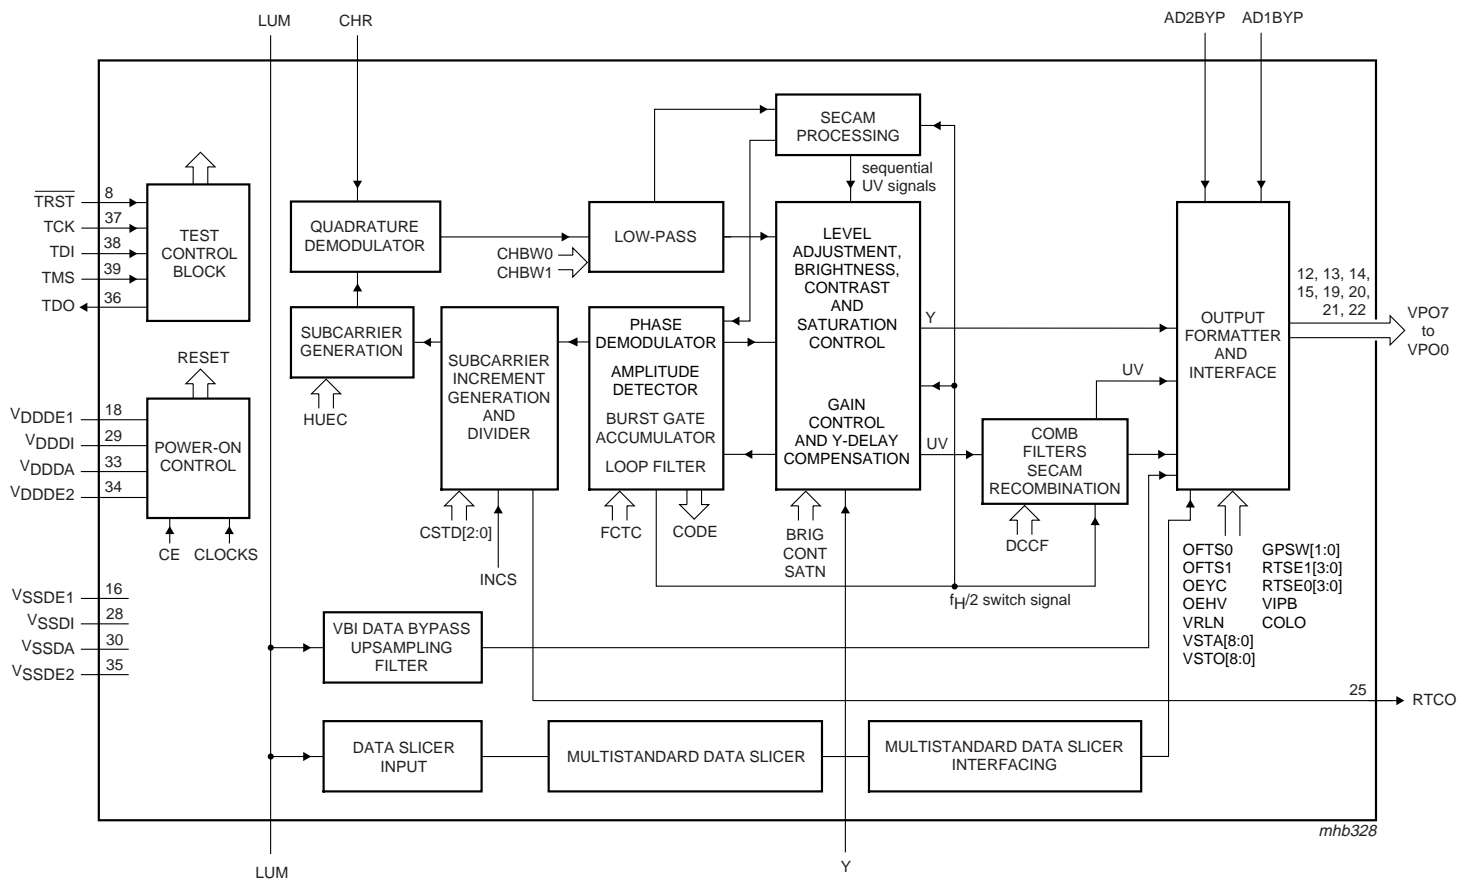 LUM
CHR
AD2BYP
AD1BYP
SECAM
PROCESSING
sequential
UV signals
TRST
8
TCK
37
TDI
38
TMS
39
TDO
36
TEST
CONTROL
BLOCK
QUADRATURE
DEMODULATOR
CHBW0
CHBW1
LOW-PASS
LEVEL
ADJUSTMENT,
BRIGHTNESS,
CONTRAST
AND
SATURATION
CONTROL
GAIN
CONTROL
AND Y-DELAY
COMPENSATION
Y
UV
UV
OUTPUT
FORMATTER
AND
INTERFACE
12, 13, 14,
15, 19, 20,
21, 22
VPO7
to
VPO0
SUBCARRIER
GENERATION
HUEC
SUBCARRIER
INCREMENT
GENERATION
AND
DIVIDER
CSTD[2:0]
INCS
PHASE
DEMODULATOR
AMPLITUDE
DETECTOR
BURST GATE
ACCUMULATOR
LOOP FILTER
FCTC
CODE
BRIG
CONT
SATN
COMB
FILTERS
SECAM
RECOMBINATION
DCCF
fH/2 switch signal
RESET
VDDDE1
18
VDDDI
29
VDDDA
33
VDDDE2
34
POWER-ON
CONTROL
CE
CLOCKS
VSSDE1
16
VSSDI
28
VSSDA
30
VSSDE2
35
OFTS0
OFTS1
OEYC
OEHV
VRLN
VSTA[8:0]
VSTO[8:0]
GPSW[1:0]
RTSE1[3:0]
RTSE0[3:0]
VIPB
COLO
VBI DATA BYPASS
UPSAMPLING
FILTER
25
RTCO
DATA SLICER
INPUT
MULTISTANDARD DATA SLICER
MULTISTANDARD DATA SLICER
INTERFACING
mhb328
LUM
Y